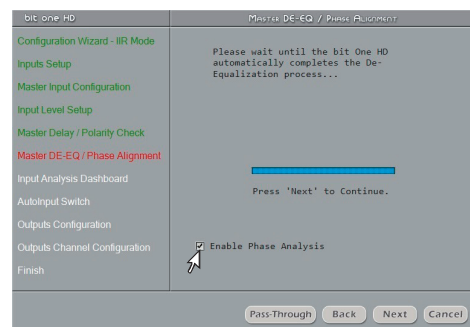 bit one HD
Master DE-EQ / Phase Alignment
Configuration Wizard - IIR Mode
Inputs Setup
Master Input Configuration
Input Level Setup
Master Delay / Polarity Check
Master DE-EQ / Phase Alignment
Input Analysis Dashboard
AutoInput Switch
Outputs Configuration
Outputs Channel Configuration
Finish
Please wait until the bit One HD
automatically completes the De-
Equalization process...
Press 'Next' to Continue.
Enable Phase Analysis
Pass-Through
Back
Next
Cancel